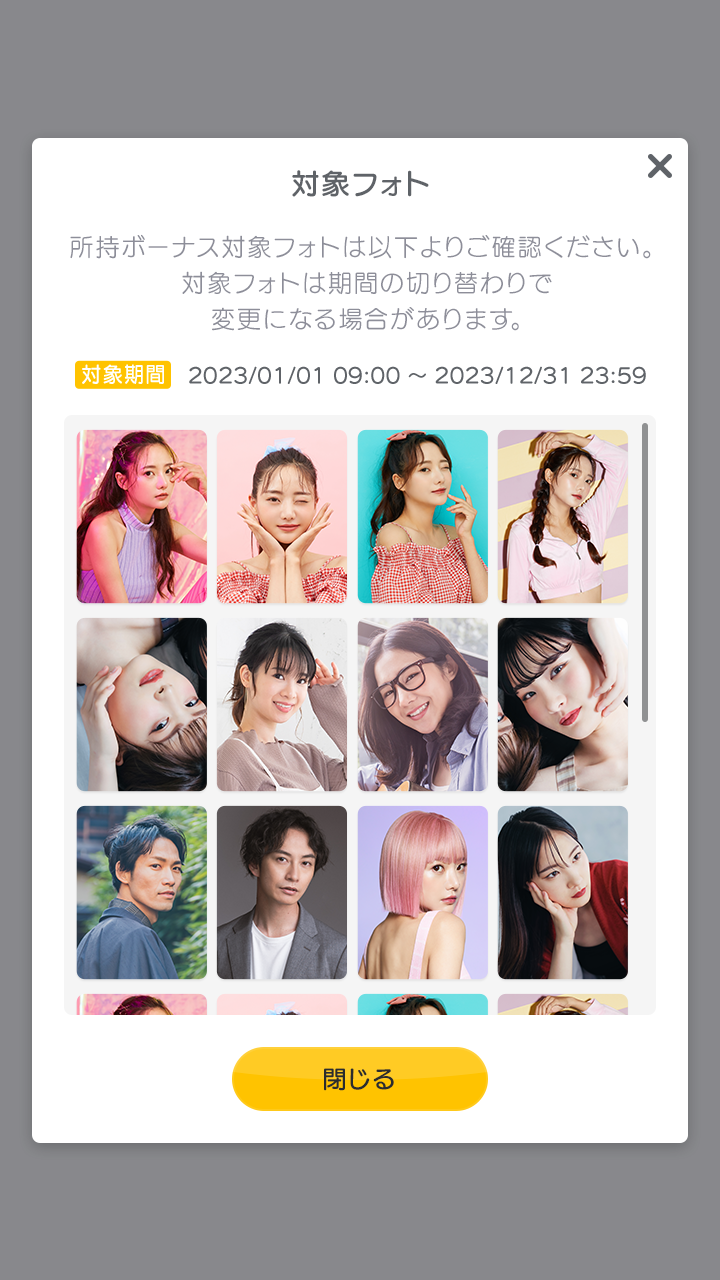 対象フォト
所持ボーナス対象フォトは以下よりご確認ください。
対象フォトは期間の切り替わりで
変更になる場合があります。
対象期間 2023/01/01 09:00 ～ 2023/12/31 23:59
閉じる